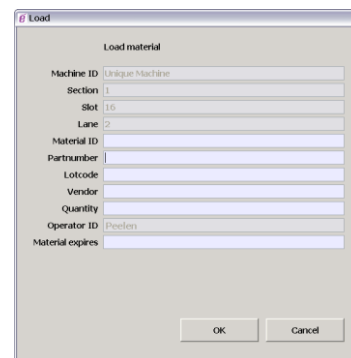 Load
Load material
Machine ID Unique Machine
Section 1
Slot 16
Lane 2
Material ID
Partnumber
Lotcode
Vendor
Quantity
Operator ID Peelen
Material expires
OK Cancel